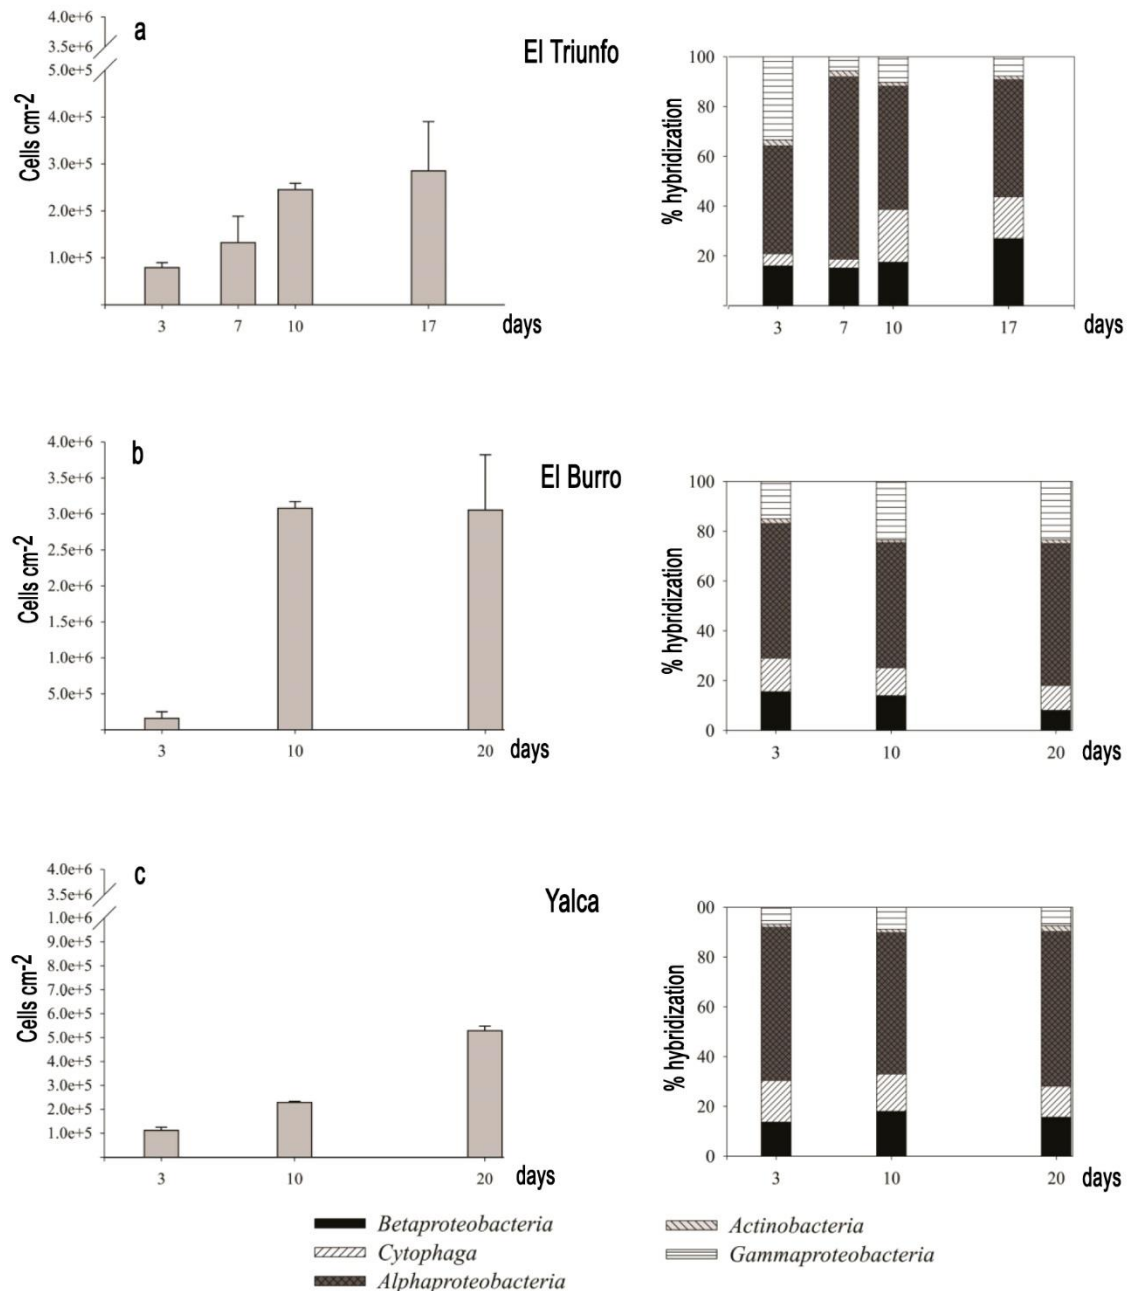 a
El Triunfo
4.0e+6
3.5e+6
5.0e+5
4.0e+5
3.0e+5
2.0e+5
1.0e+5
Cells cm-2
3 7 10 17 days
100
80
60
40
20
% hybridization
3 7 10 17 days
b
El Burro
4.0e+6
3.5e+6
3.0e+6
2.5e+6
2.0e+6
1.5e+6
1.0e+6
5.0e+5
Cells cm-2
3 10 20 days
100
80
60
40
20
0
% hybridization
3 10 20 days
c
Yalca
4.0e+6
3.5e+6
1.0e+6
9.0e+5
8.0e+5
7.0e+5
6.0e+5
5.0e+5
4.0e+5
3.0e+5
2.0e+5
1.0e+5
Cells cm-2
3 10 20 days
00
80
60
40
20
0
% hybridization
3 10 20 days
Betaproteobacteria
Cytophaga
Alphaproteobacteria
Actinobacteria
Gammaproteobacteria